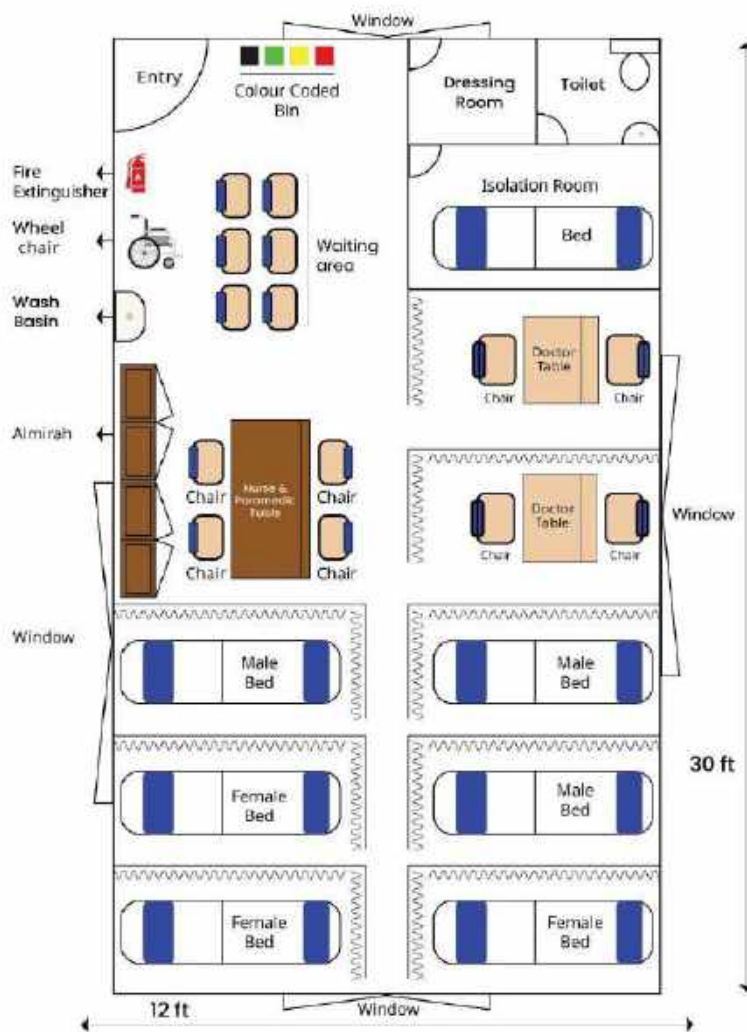 Window
Entry
Colour Coded
Bin
Dressing
Room
Toilet
Fire
Extinguisher
Isolation Room
Bed
Wheel
chair
Waiting
area
Wash
Basin
Doctor
Table
Chair
Chair
Almirah
Nurse &
Paramedic
Table
Chair
Chair
Chair
Chair
Doctor
Table
Chair
Chair
Window
Window
Male
Bed
Male
Bed
Female
Bed
Male
Bed
30 ft
Female
Bed
Female
Bed
12 ft
Window